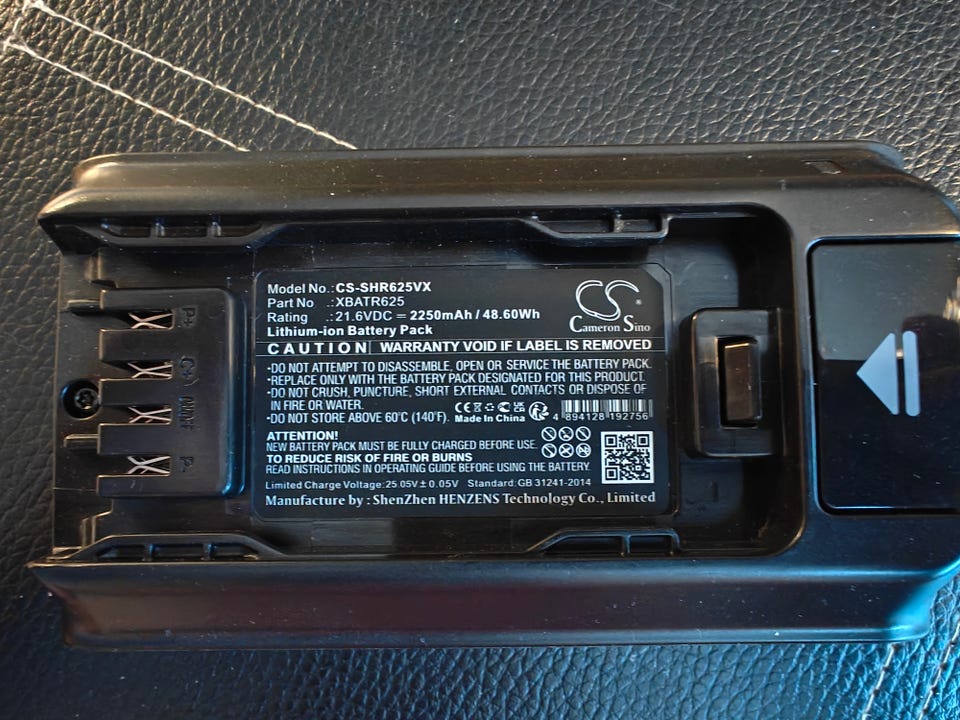 Model No.:CS-SHR625VX
Part No .:XBATR625
Rating .:21.6VDC = 2250mAh / 48.60Wh
Lithium-ion Battery Pack
CS
Cameron Sino
CAUTION WARRANTY VOID IF LABEL IS REMOVED
·DO NOT ATTEMPT TO DISASSEMBLE, OPEN OR SERVICE THE BATTERY PACK.
·REPLACE ONLY WITH THE BATTERY PACK DESIGNATED FOR THIS PRODUCT.
·DO NOT CRUSH, PUNCTURE, SHORT EXTERNAL CONTACTS OR DISPOSE OF
IN FIRE OR WATER.
·DO NOT STORE ABOVE 60°C (140°F).
CE
Made In China
4 894128 192756
ATTENTION!
NEW BATTERY PACK MUST BE FULLY CHARGED BEFORE USE.
TO REDUCE RISK OF FIRE OR BURNS
READ INSTRUCTIONS IN OPERATING GUIDE BEFORE USING THE BATTERY.
Limited Charge Voltage:25.05V±0.05V Standard:GB 31241-2014
Manufacture by : ShenZhen HENZENS Technology Co., Limited
P+
P-